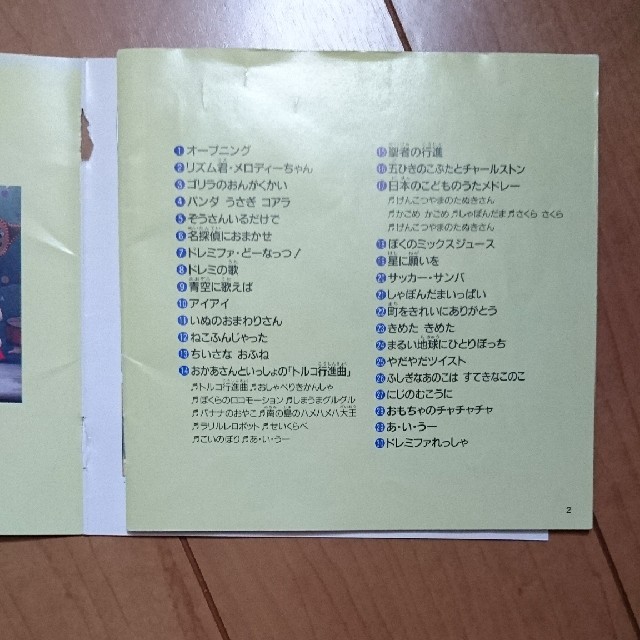 1 オープニング
2 リズム君・メロディーちゃん
3 ゴリラのおんがくかい
4 パンダ うさぎ コアラ
5 ぞうさんいるだけで
6 名探偵におまかせ
7 ドレミファ・どーなっつ!
8 ドレミの歌
9 青空に歌えば
10 アイアイ
11 いぬのおまわりさん
12 ねこふんじゃった
13 ちいさな おふね
14 おかあさんといっしょの「トルコ行進曲」
♬トルコ行進曲 ♬おしゃべりきかんしゃ
♬ぼくらのロコモーション ♬しまうまグルグル
♬バナナのおやこ ♬南の島のハメハメハ大王
♬ラリルレロボット ♬せいくらべ
♬こいのぼり ♬あ・い・うー
15 聖者の行進
16 五ひきのこぶたとチャールストン
17 日本のこどものうたメドレー
♬げんこつやまのたぬきさん
♬かごめ かごめ ♬しゃぼんだま ♬さくら さくら
♬げんこつやまのたぬきさん
18 ぼくのミックスジュース
19 星に願いを
20 サッカー・サンバ
21 しゃぼんだまいっぱい
22 町をきれいにありがとう
23 きめた きめた
24 まるい地球にひとりぼっち
25 やだやだツイスト
26 ふしぎなあのこは すてきなこのこ
27 にじのむこうに
28 おもちゃのチャチャチャ
29 あ・い・うー
30 ドレミファれっしゃ
2